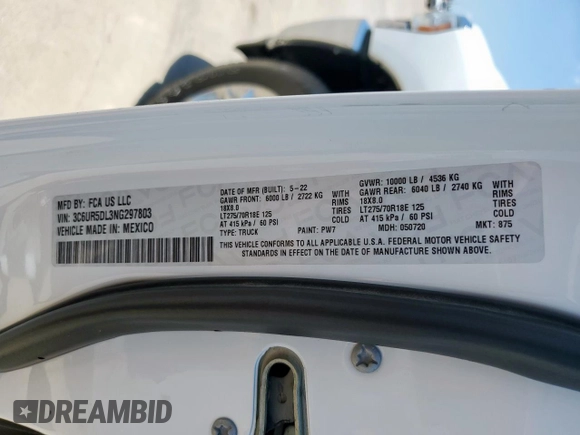 MFD BY: FCA US LLC
VIN: 3C6UR5DL3NG297803
VEHICLE MADE IN: MEXICO
DATE OF MFR (BUILT): 5-22
GAWR FRONT: 6000 LB / 2722 KG WITH
18X8.0 RIMS
LT275/70R18E 125 TIRES
AT 415 kPa / 60 PSI COLD
TYPE: TRUCK PAINT: PW7
GVWR: 10000 LB / 4536 KG
GAWR REAR: 6040 LB / 2740 KG WITH
18X8.0 RIMS
LT275/70R18E 125 TIRES
AT 415 kPa / 60 PSI COLD
MDH: 050720 MKT: 875
THIS VEHICLE CONFORMS TO ALL APPLICABLE U.S.A. FEDERAL MOTOR VEHICLE SAFETY
STANDARDS IN EFFECT ON THE DATE OF MANUFACTURE SHOWN ABOVE.
DREAMBID